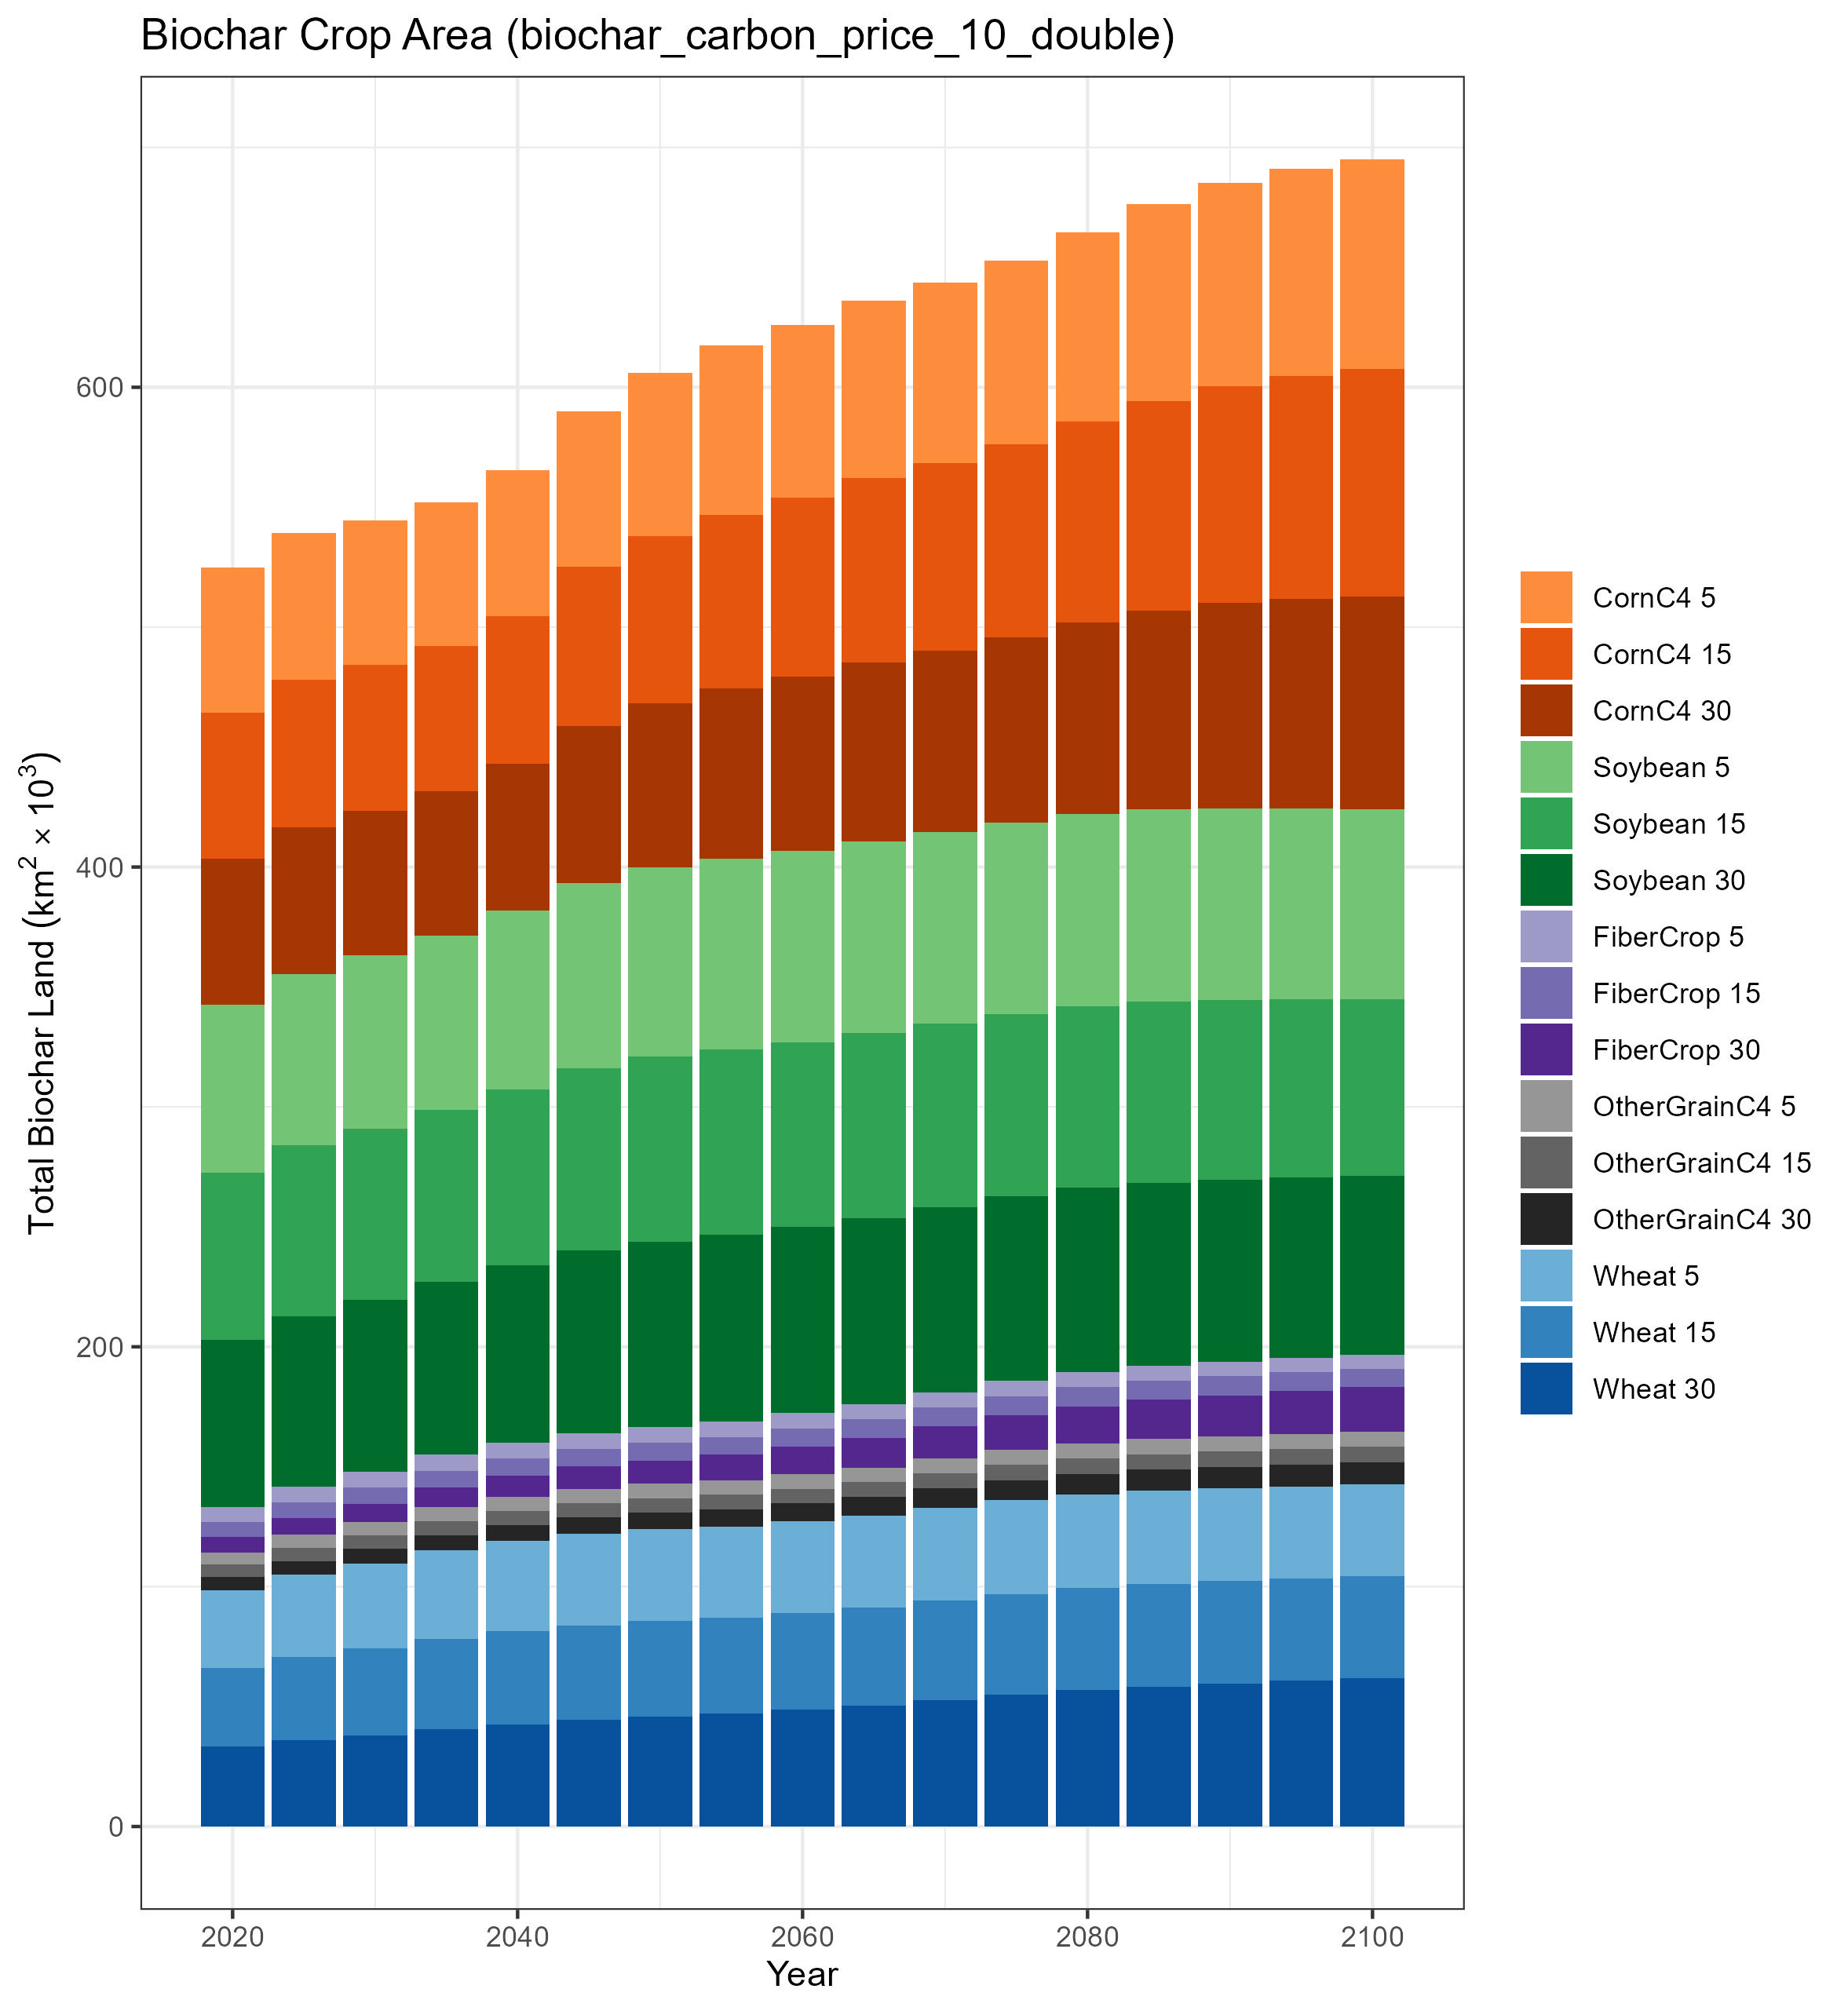 Biochar Crop Area (biochar_carbon_price_10_double)
Total Biochar Land (km² × 10³)
600
400
200
0
2020 2040 2060 2080 2100
Year
CornC4 5
CornC4 15
CornC4 30
Soybean 5
Soybean 15
Soybean 30
FiberCrop 5
FiberCrop 15
FiberCrop 30
OtherGrainC4 5
OtherGrainC4 15
OtherGrainC4 30
Wheat 5
Wheat 15
Wheat 30